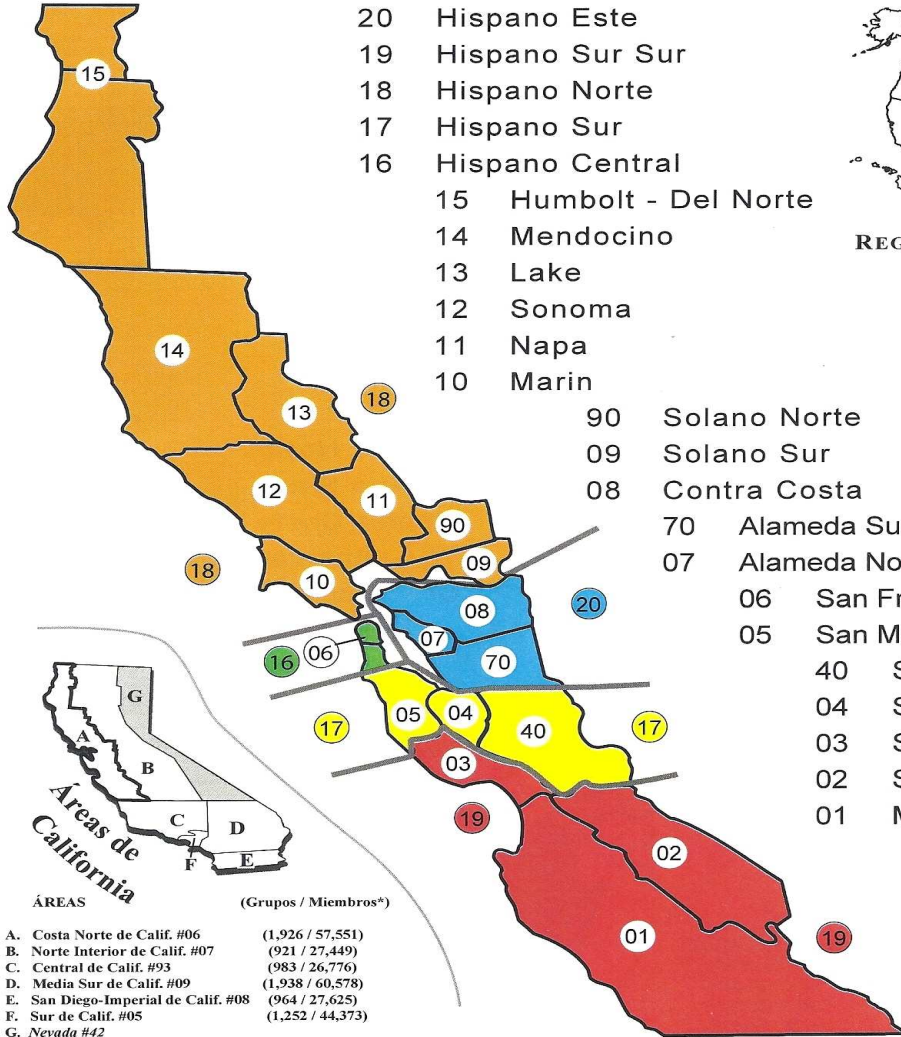 20 Hispano Este
19 Hispano Sur Sur
18 Hispano Norte
17 Hispano Sur
16 Hispano Central
15 Humbolt - Del Norte
14 Mendocino
13 Lake
12 Sonoma
11 Napa
10 Marin
90 Solano Norte
09 Solano Sur
08 Contra Costa
70 Alameda Su
07 Alameda No
06 San Fr
05 San M
40 S
04 S
03 S
02 S
01 M
REG
15
14
13
18
12
11
90
18
10
09
08
20
07
16
06
70
05
04
17
40
17
03
19
02
01
19
A
B
C
D
E
F
G
Áreas de
California
ÁREAS (Grupos / Miembros*)
A. Costa Norte de Calif. #06 (1,926 / 57,551)
B. Norte Interior de Calif. #07 (921 / 27,449)
C. Central de Calif. #93 (983 / 26,776)
D. Media Sur de Calif. #09 (1,938 / 60,578)
E. San Diego-Imperial de Calif. #08 (964 / 27,625)
F. Sur de Calif. #05 (1,252 / 44,373)
G. Nevada #42